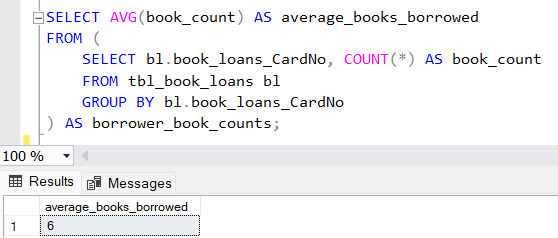 SELECT AVG(book_count) AS average_books_borrowed
FROM (
SELECT bl.book_loans_CardNo, COUNT(*) AS book_count
FROM tbl_book_loans bl
GROUP BY bl.book_loans_CardNo
) AS borrower_book_counts;
100 %
Results Messages
average_books_borrowed
1 6